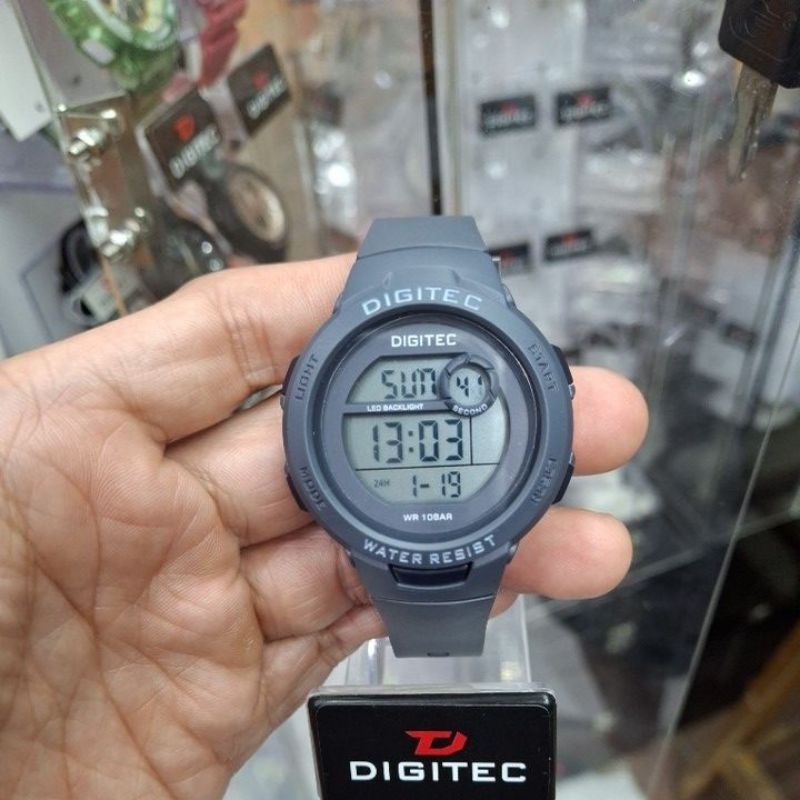 DIGITEC
DIGITEC
DIGITEC
LIGHT
START
SUN 41
LED BACKLIGHT
SECOND
13:03
24H 1-19
MODE
RESET
WR 10BAR
WATER RESIST
DIGITEC